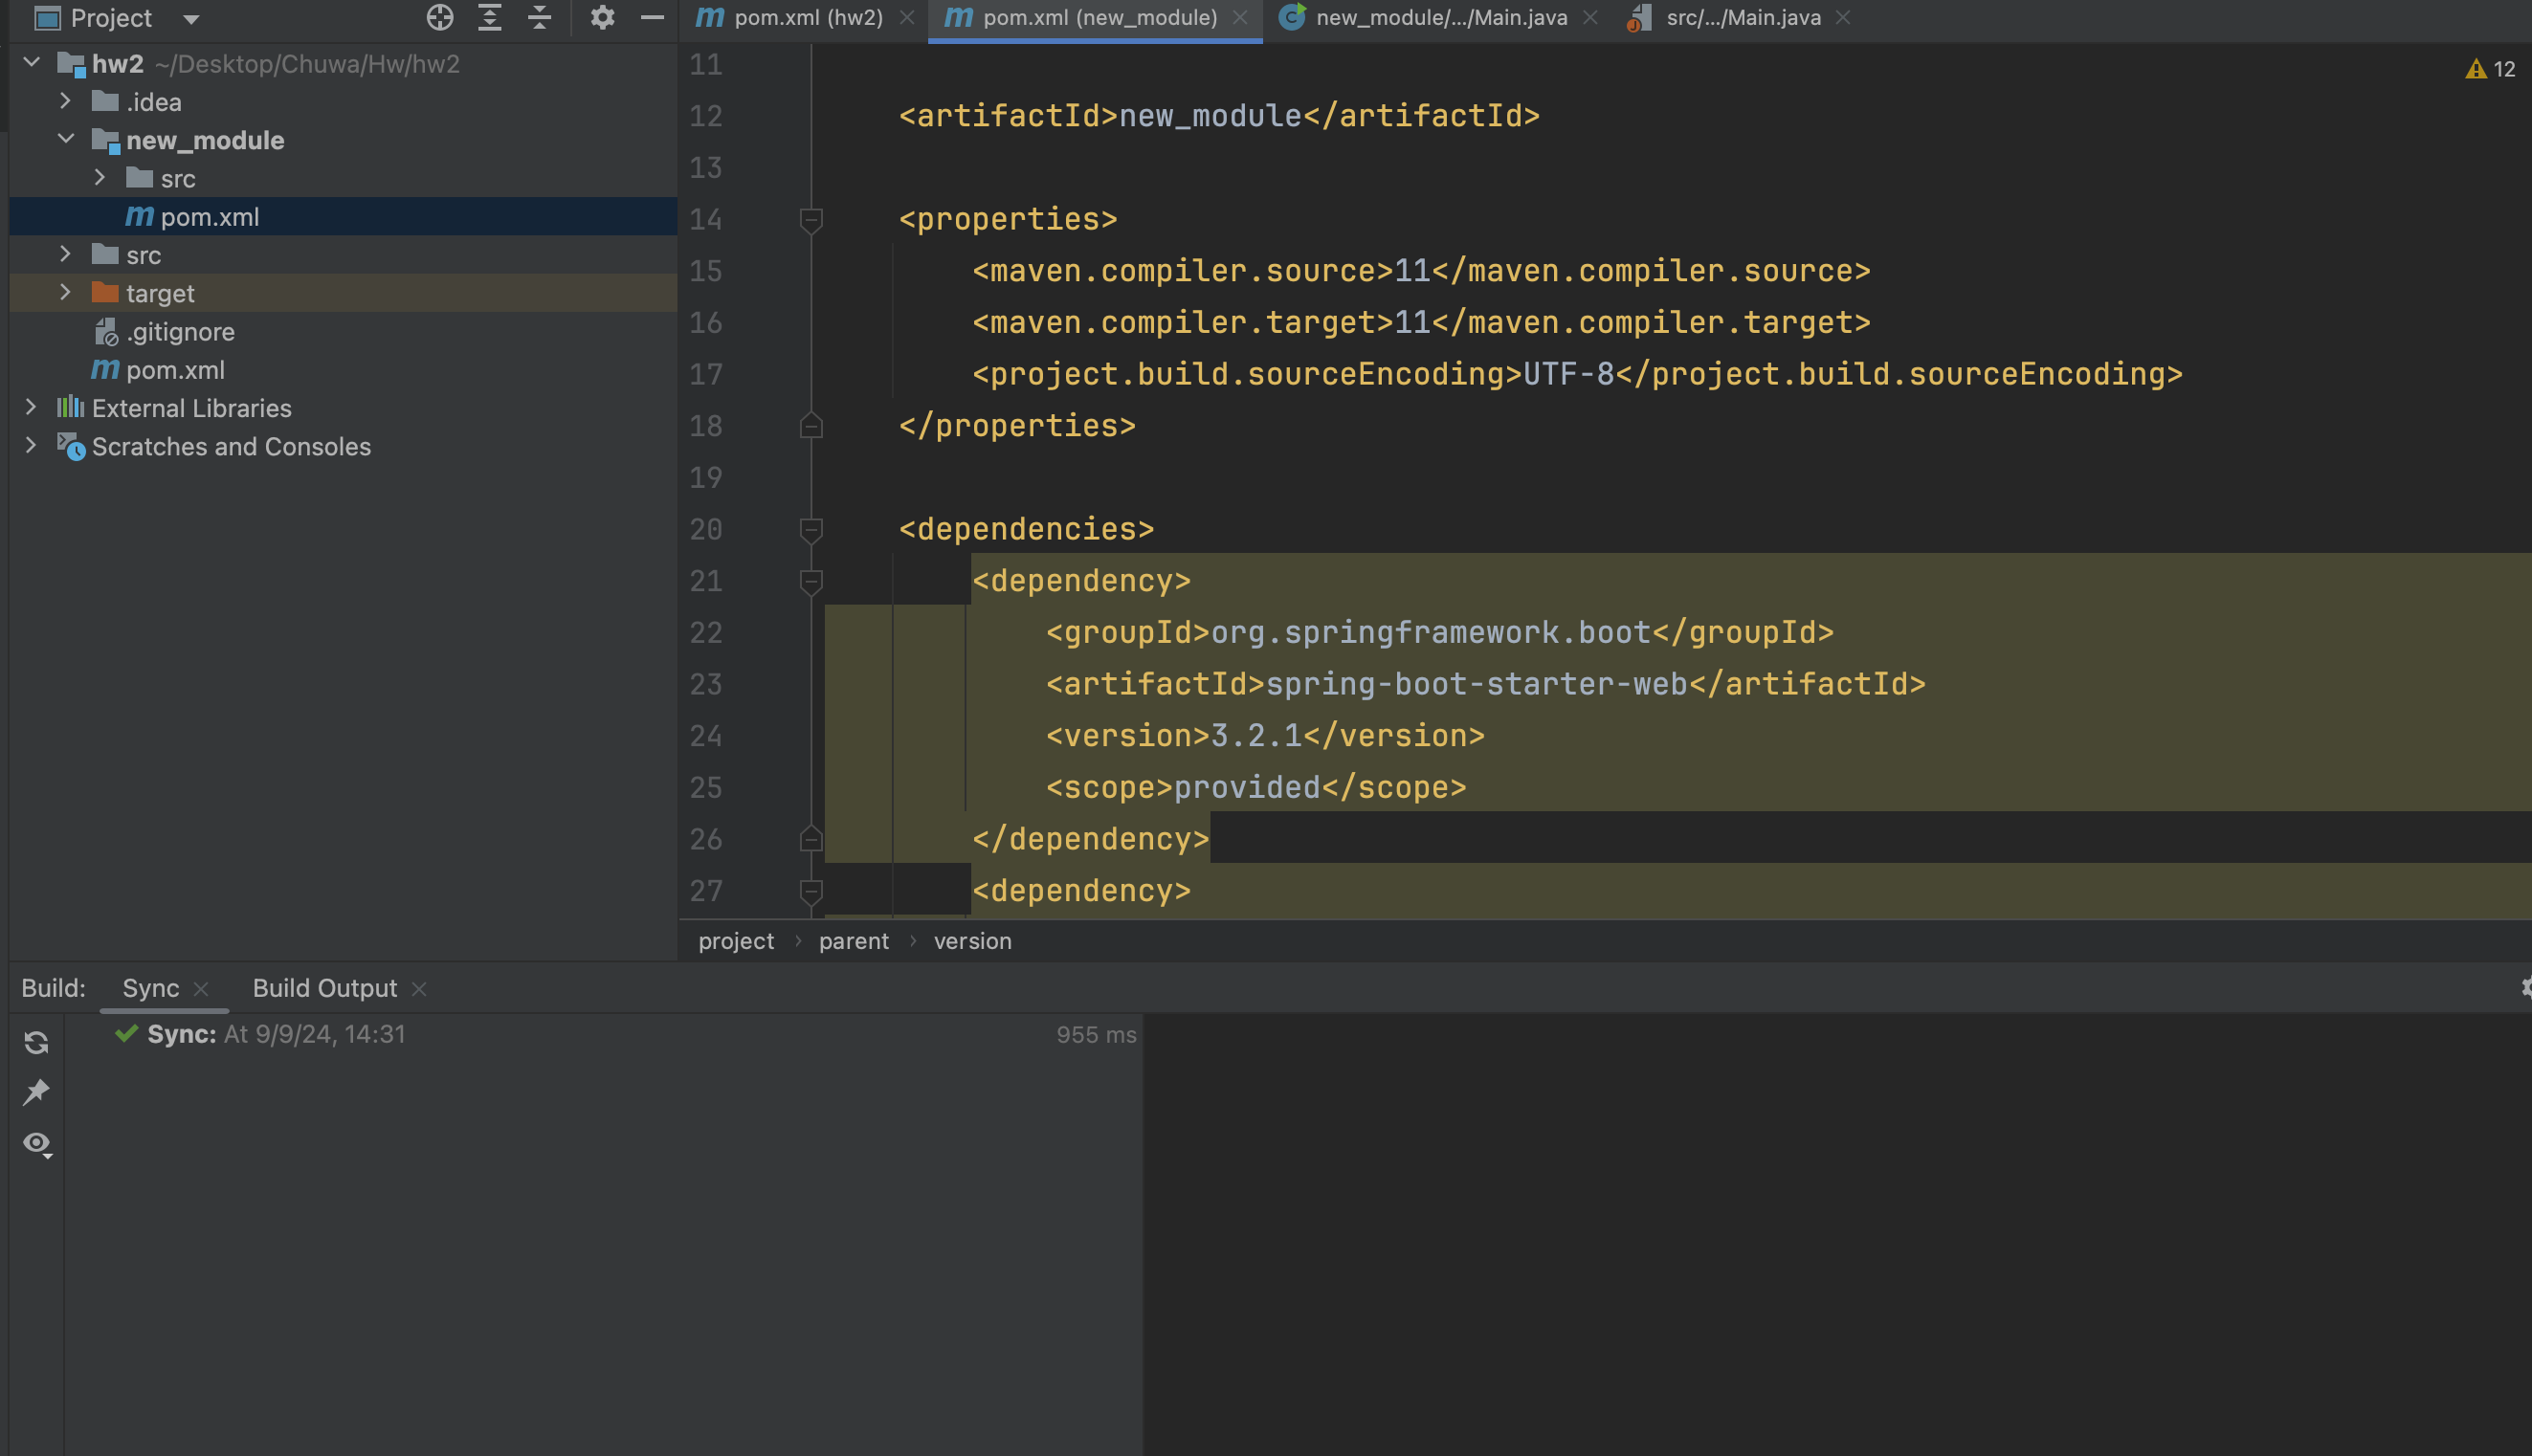 Project
pom.xml (hw2)
pom.xml (new_module)
new_module/.../Main.java
src/.../Main.java
hw2 ~/Desktop/Chuwa/Hw/hw2
.idea
new_module
src
pom.xml
src
target
.gitignore
pom.xml
External Libraries
Scratches and Consoles
12
11
12 <artifactId>new_module</artifactId>
13
14 <properties>
15 <maven.compiler.source>11</maven.compiler.source>
16 <maven.compiler.target>11</maven.compiler.target>
17 <project.build.sourceEncoding>UTF-8</project.build.sourceEncoding>
18 </properties>
19
20 <dependencies>
21 <dependency>
22 <groupId>org.springframework.boot</groupId>
23 <artifactId>spring-boot-starter-web</artifactId>
24 <version>3.2.1</version>
25 <scope>provided</scope>
26 </dependency>
27 <dependency>
project › parent › version
Build: Sync Build Output
Sync: At 9/9/24, 14:31 955 ms